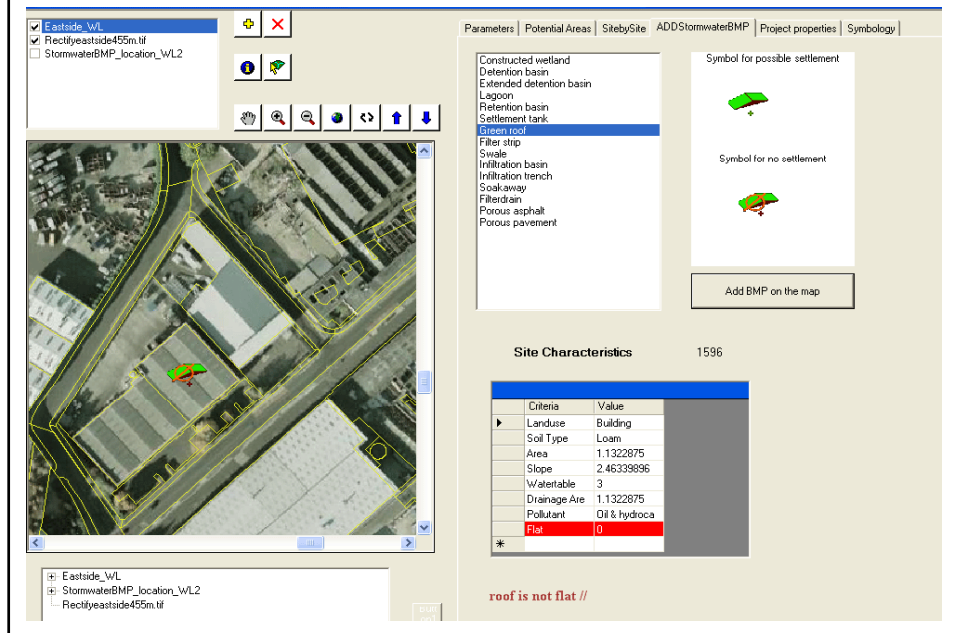 Eastside_WL
Rectifyeastside455m.tif
StormwaterBMP_location_WL2
Parameters
Potential Areas
SitebySite
ADDStormwaterBMP
Project properties
Symbology
Constructed wetland
Detention basin
Extended detention basin
Lagoon
Retention basin
Settlement tank
Green roof
Filter strip
Swale
Infiltration basin
Infiltration trench
Soakaway
Filterdrain
Porous asphalt
Porous pavement
Symbol for possible settlement
Symbol for no settlement
Add BMP on the map
Site Characteristics 1596
Criteria Value
Landuse Building
Soil Type Loam
Area 1.1322875
Slope 2.46339896
Watertable 3
Drainage Are 1.1322875
Pollutant Oil & hydroca
Flat 0
roof is not flat //
Eastside_WL
StormwaterBMP_location_WL2
Rectifyeastside455m.tif